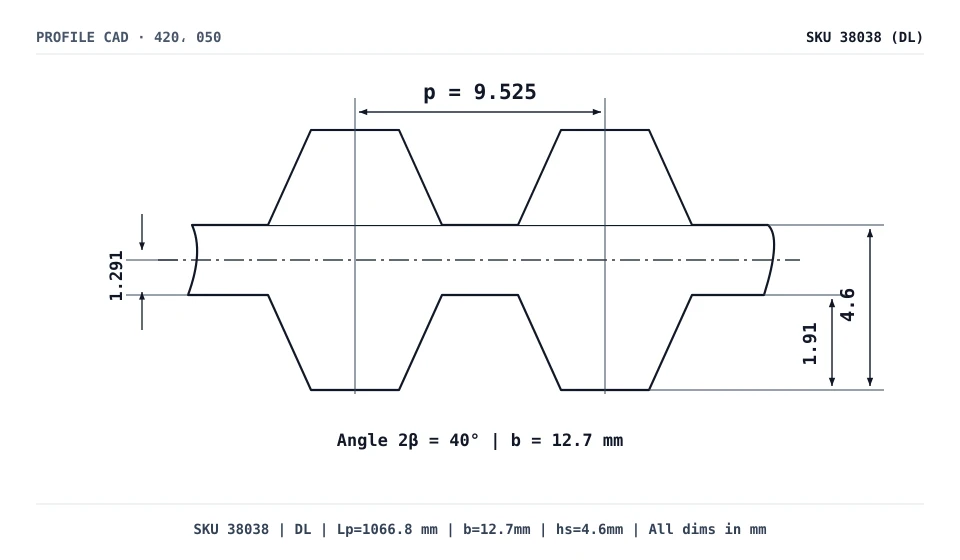 PROFILE CAD · 420، 050
SKU 38038 (DL)
p = 9.525
1.291
4.6
1.91
Angle 2β = 40° | b = 12.7 mm
SKU 38038 | DL | Lp=1066.8 mm | b=12.7mm | hs=4.6mm | All dims in mm